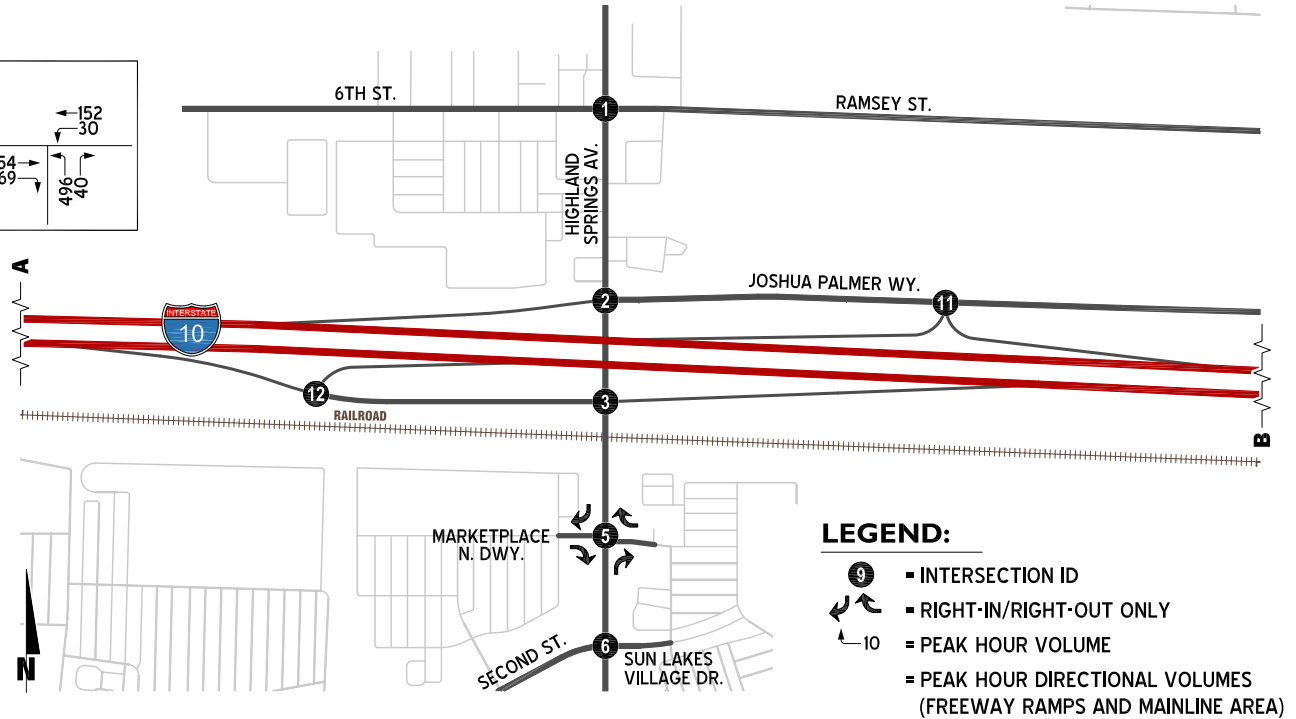 6TH ST.
RAMSEY ST.
1
152
30
496
40
HIGHLAND
SPRINGS AV.
A
JOSHUA PALMER WY.
2
11
INTERSTATE
10
12
3
RAILROAD
B
MARKETPLACE
N. DWY.
5
SECOND ST.
6
SUN LAKES
VILLAGE DR.
N
LEGEND:
9 = INTERSECTION ID
= RIGHT-IN/RIGHT-OUT ONLY
10 = PEAK HOUR VOLUME
= PEAK HOUR DIRECTIONAL VOLUMES
(FREEWAY RAMPS AND MAINLINE AREA)